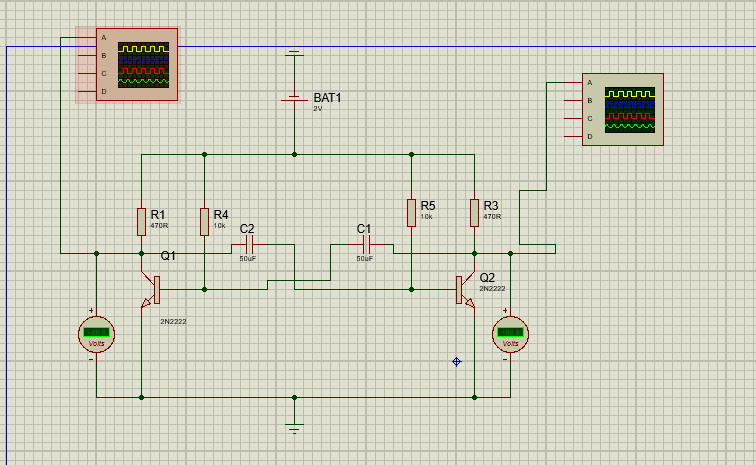 A
B
C
D
BAT1
2V
A
B
C
D
R1
470R
R4
10k
R5
10k
R3
470R
C2
50uF
C1
50uF
Q1
2N2222
Q2
2N2222
+
Volts
-
+
Volts
-